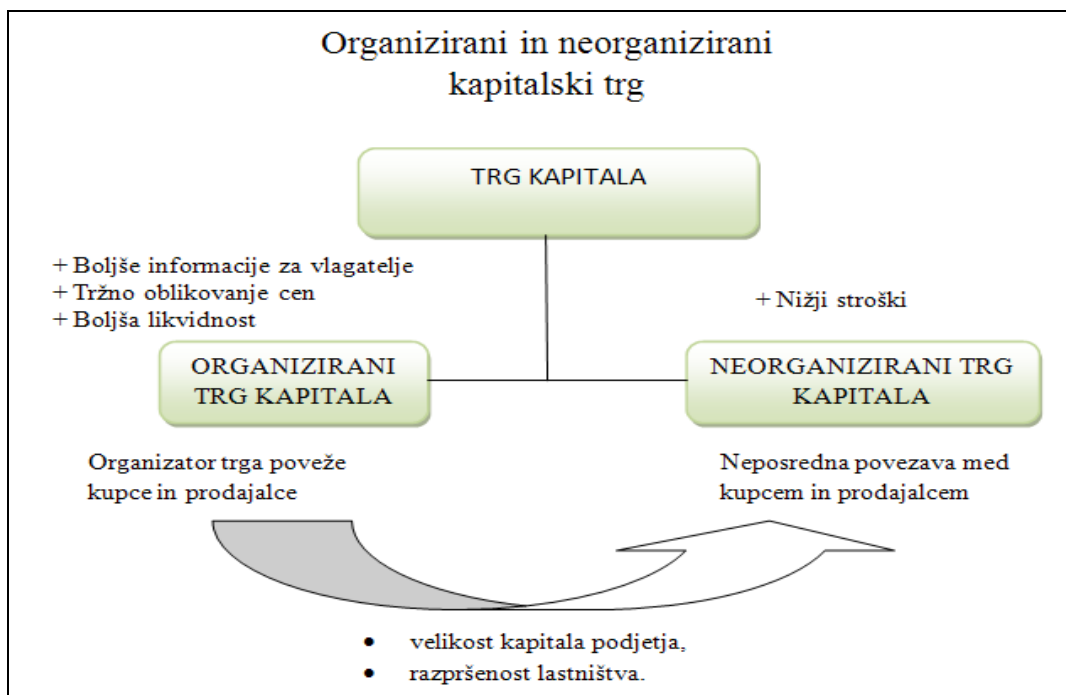 Organizirani in neorganizirani
kapitalski trg
TRG KAPITALA
+ Boljše informacije za vlagatelje
+ Tržno oblikovanje cen
+ Boljša likvidnost
+ Nižji stroški
ORGANIZIRANI
TRG KAPITALA
NEORGANIZIRANI TRG
KAPITALA
Organizator trga poveže
kupce in prodajalce
Neposredna povezava med
kupcem in prodajalcem
• velikost kapitala podjetja,
• razpršenost lastništva.